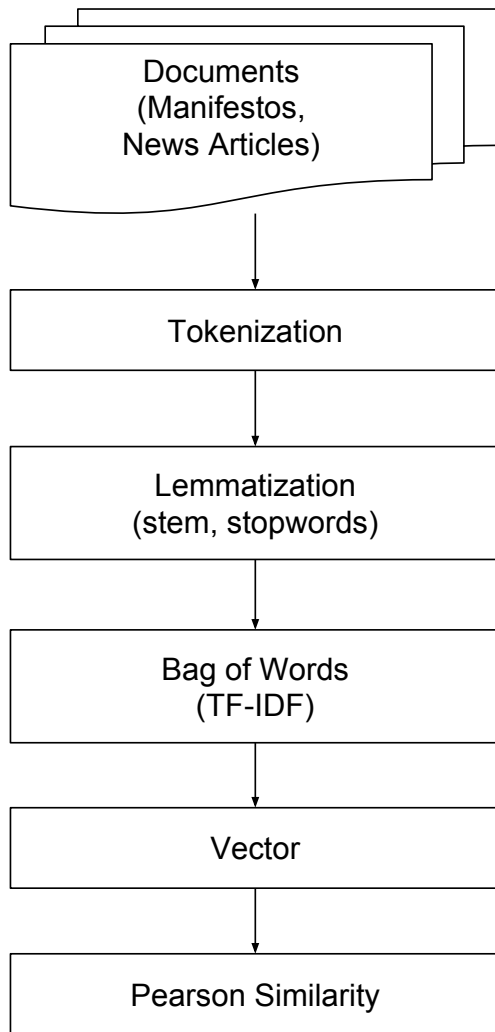 Documents
(Manifestos,
News Articles)
Tokenization
Lemmatization
(stem, stopwords)
Bag of Words
(TF-IDF)
Vector
Pearson Similarity